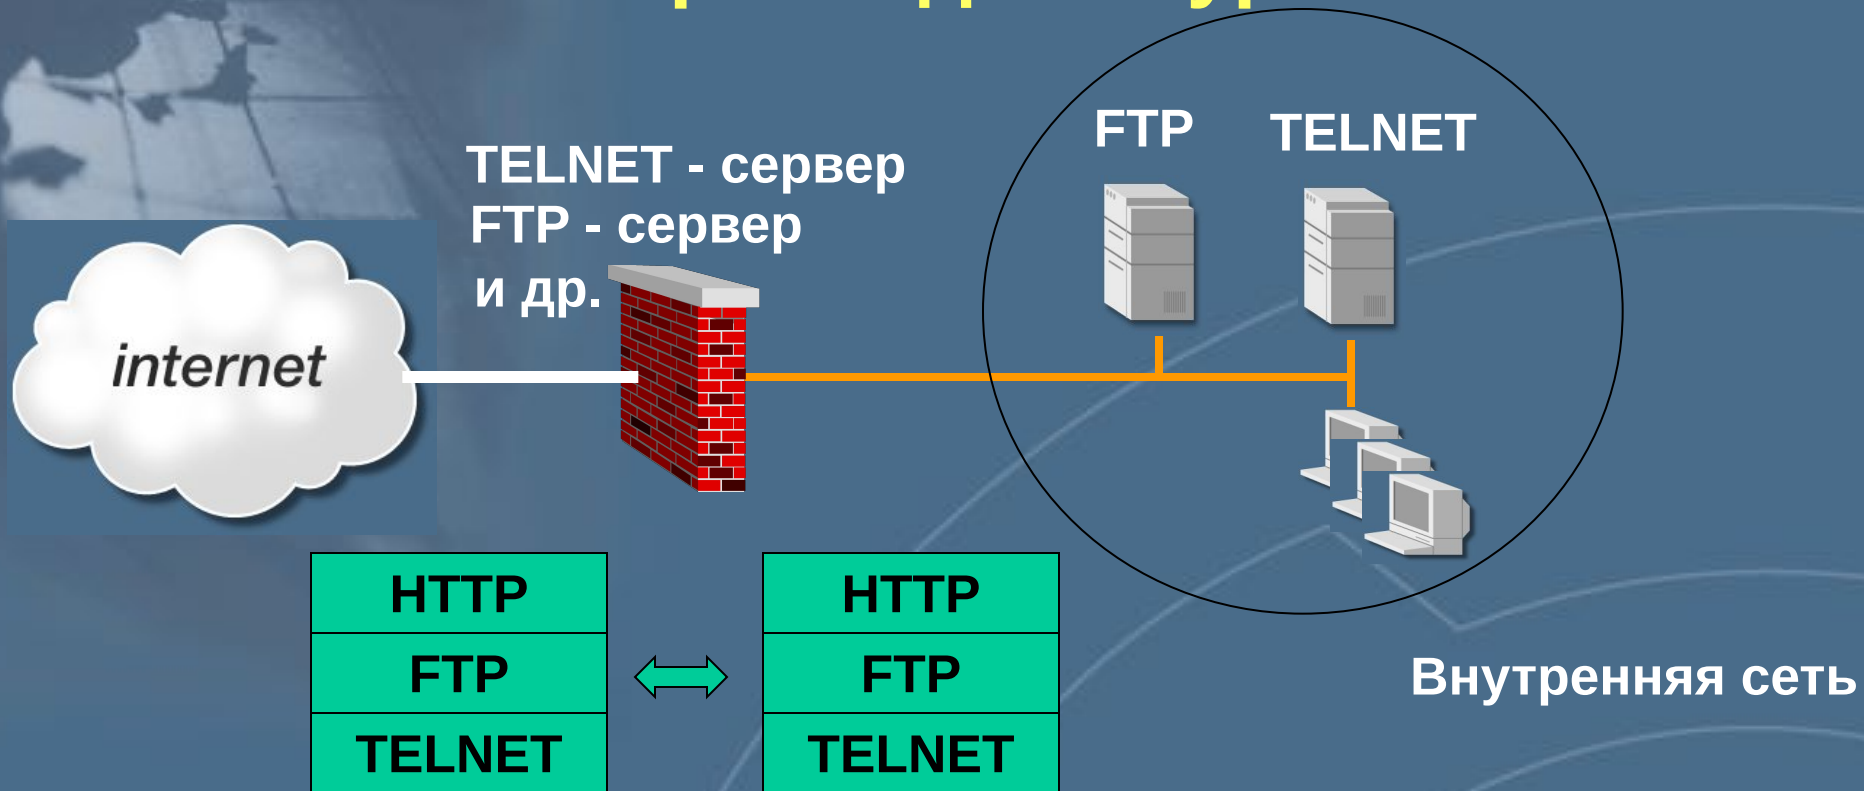 FTP TELNET
TELNET - сервер
FTP - сервер
и др.
internet
HTTP HTTP
FTP FTP
TELNET TELNET
Внутренняя сеть